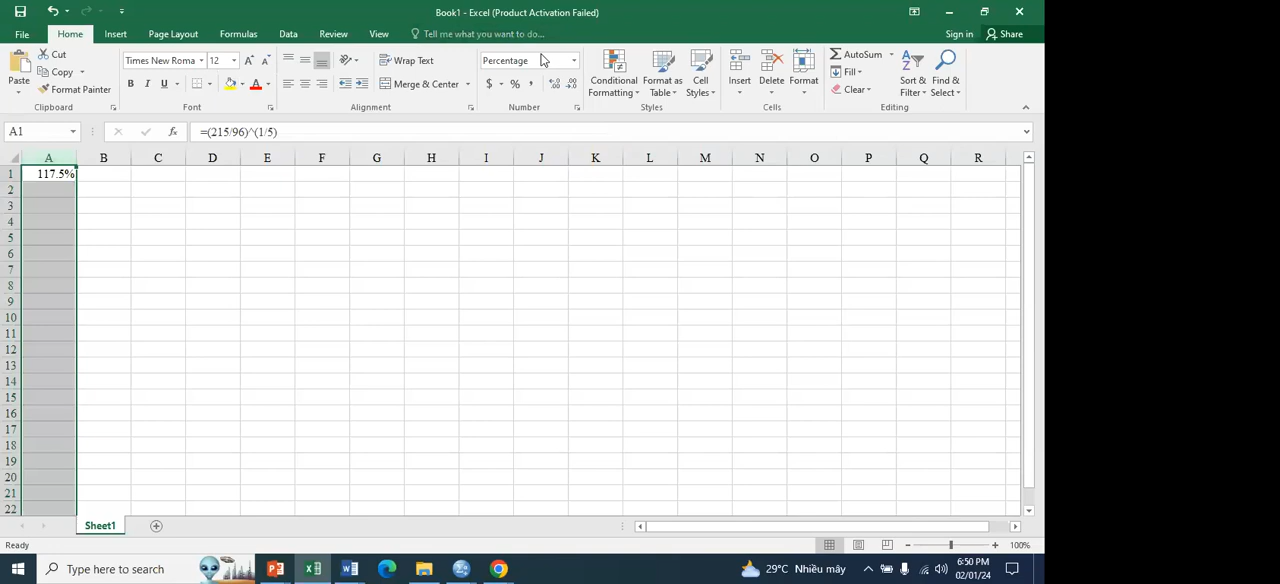 Book1 - Excel (Product Activation Failed)
File Home Insert Page Layout Formulas Data Review View Tell me what you want to do... Sign in Share
Paste
Cut
Copy
Format Painter
Clipboard
Times New Roma 12
B I U
Font
Wrap Text
Merge & Center
Alignment
Percentage
$ % ,
Number
Conditional Formatting
Format as Table
Cell Styles
Styles
Insert
Delete
Format
Cells
AutoSum
Fill
Clear
Sort & Filter
Find & Select
Editing
A1 fx =(215/96)^(1/5)
A B C D E F G H I J K L M N O P Q R
1 117.5%
2
3
4
5
6
7
8
9
10
11
12
13
14
15
16
17
18
19
20
21
22
Sheet1
Ready 100%
Type here to search 29°C Nhiều mây 6:50 PM
02/01/24